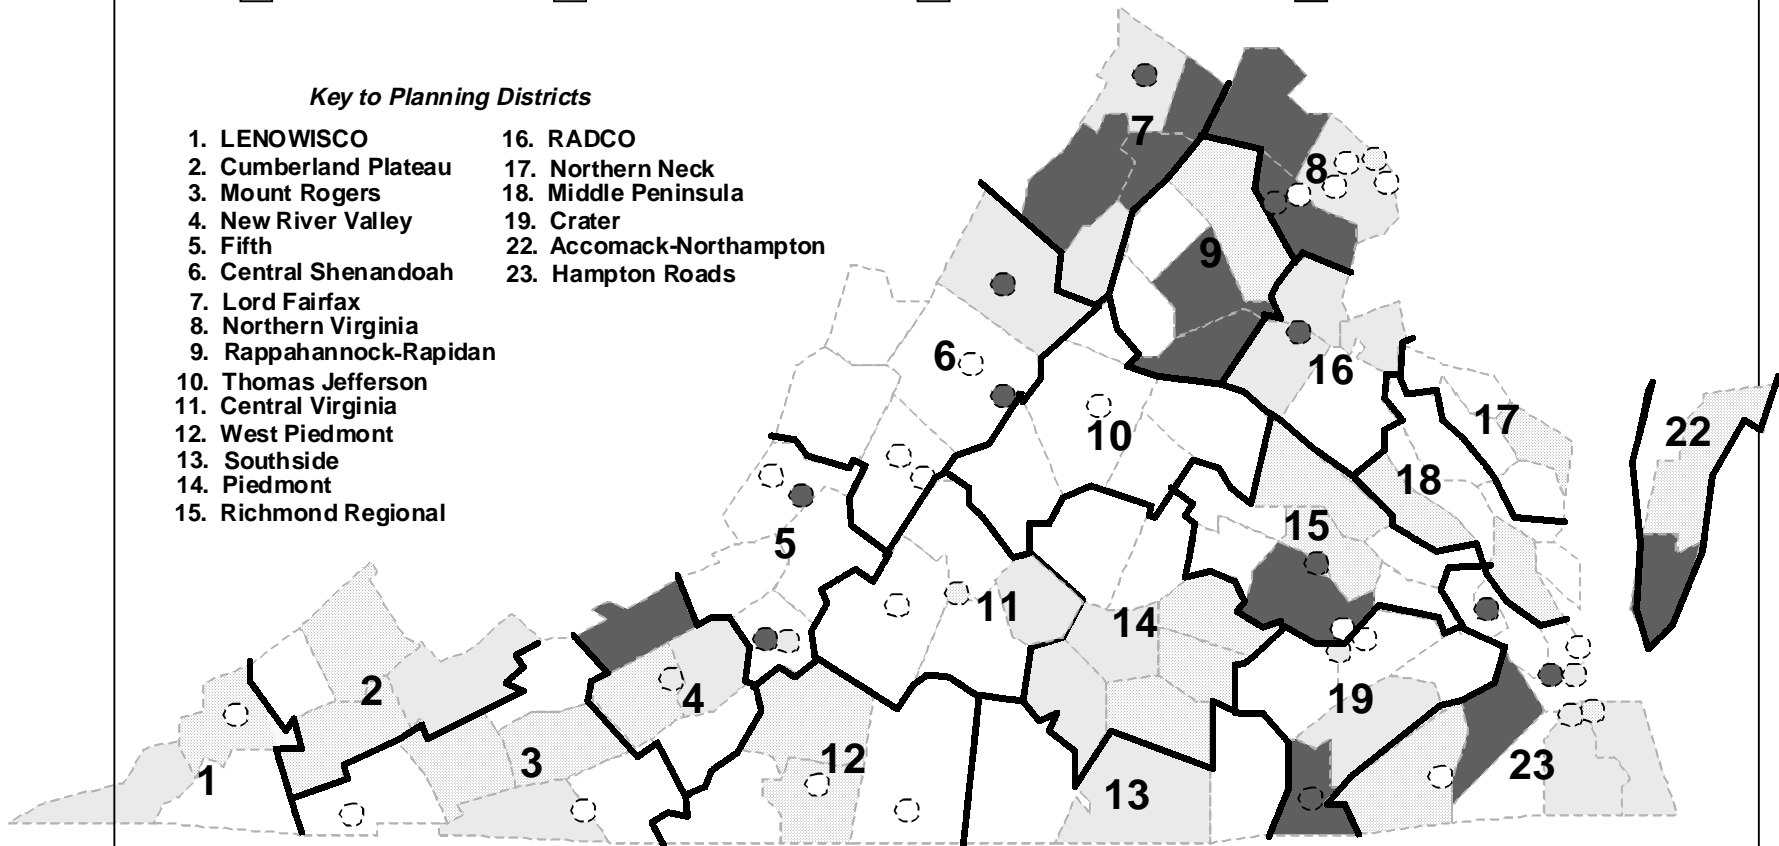 Key to Planning Districts
1. LENOWISCO
2. Cumberland Plateau
3. Mount Rogers
4. New River Valley
5. Fifth
6. Central Shenandoah
7. Lord Fairfax
8. Northern Virginia
9. Rappahannock-Rapidan
10. Thomas Jefferson
11. Central Virginia
12. West Piedmont
13. Southside
14. Piedmont
15. Richmond Regional
16. RADCO
17. Northern Neck
18. Middle Peninsula
19. Crater
22. Accomack-Northampton
23. Hampton Roads
7
8
9
6
16
10
17
22
18
15
5
11
14
2
4
19
3
12
1
13
23